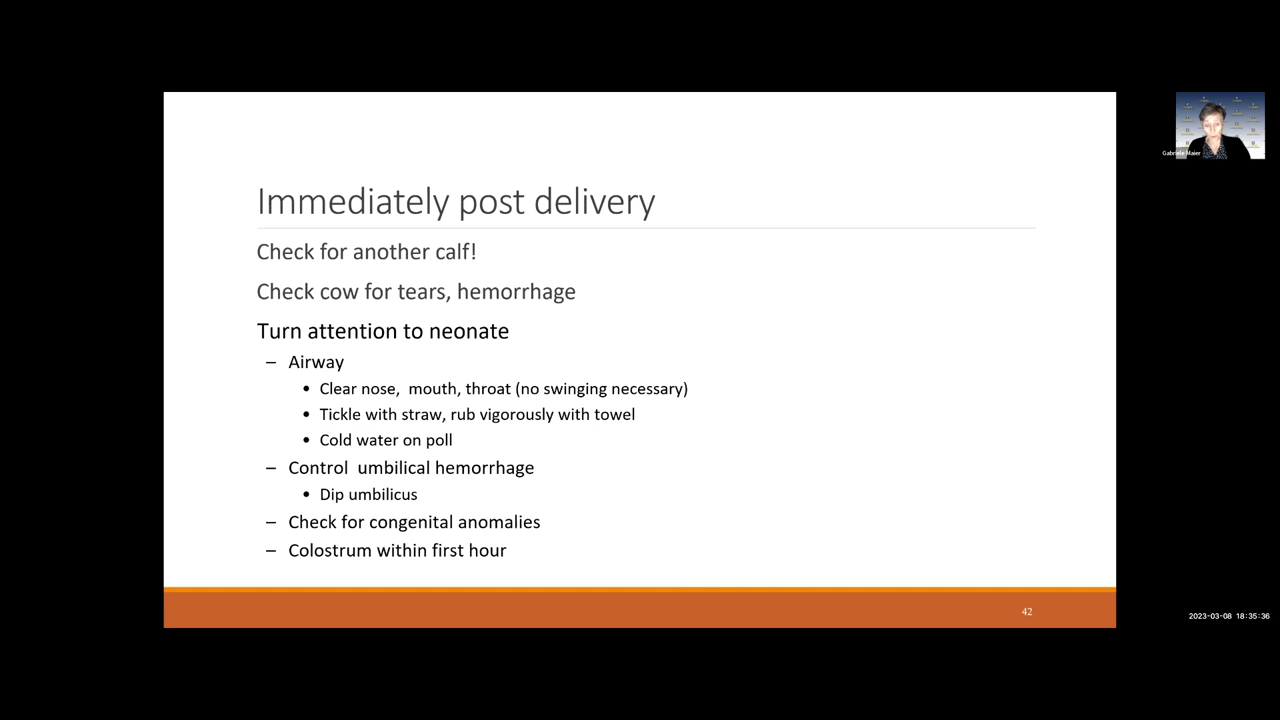 Immediately post delivery
Check for another calf!
Check cow for tears, hemorrhage
Turn attention to neonate
– Airway
• Clear nose, mouth, throat (no swinging necessary)
• Tickle with straw, rub vigorously with towel
• Cold water on poll
– Control umbilical hemorrhage
• Dip umbilicus
– Check for congenital anomalies
– Colostrum within first hour
42
Gabriele Maier
2023-03-08 18:35:36